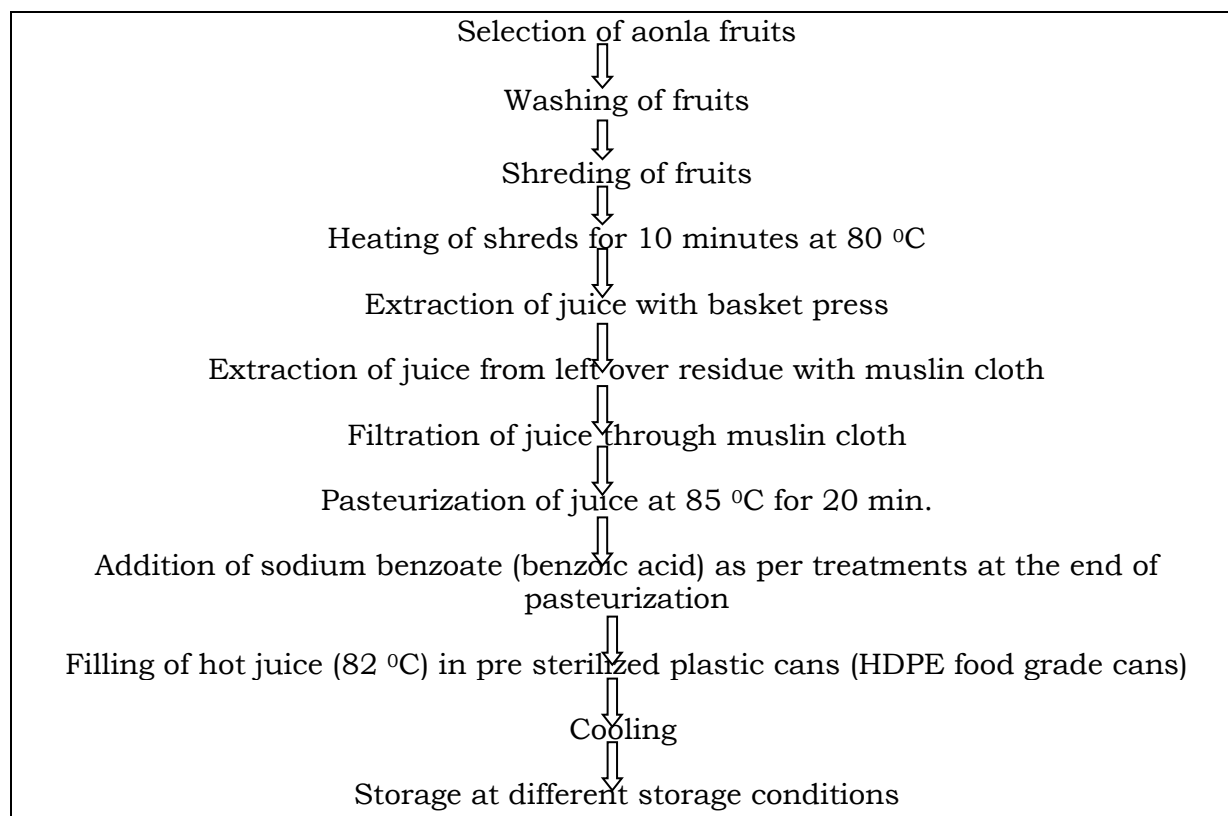 Selection of aonla fruits
Washing of fruits
Shreding of fruits
Heating of shreds for 10 minutes at 80 ⁰C
Extraction of juice with basket press
Extraction of juice from left over residue with muslin cloth
Filtration of juice through muslin cloth
Pasteurization of juice at 85 ⁰C for 20 min.
Addition of sodium benzoate (benzoic acid) as per treatments at the end of
pasteurization
Filling of hot juice (82 ⁰C) in pre sterilized plastic cans (HDPE food grade cans)
Cooling
Storage at different storage conditions